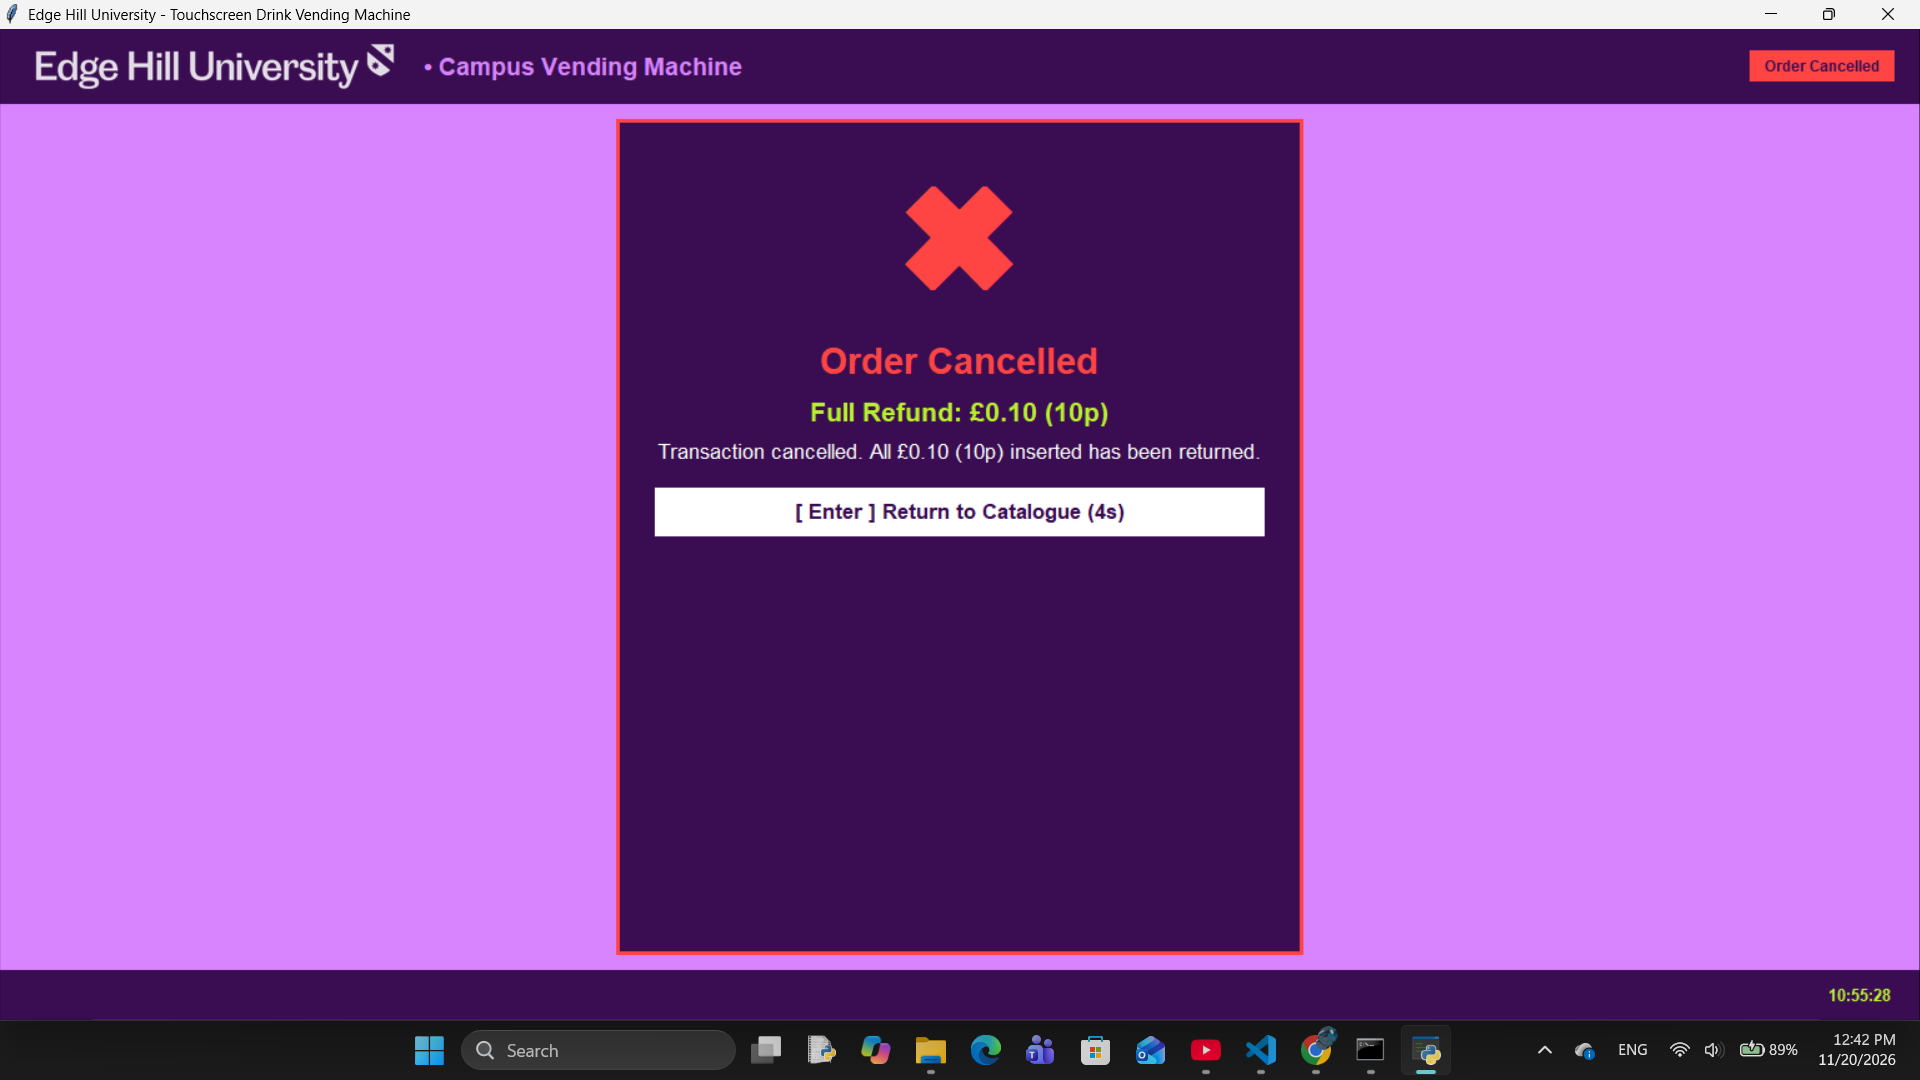 Edge Hill University - Touchscreen Drink Vending Machine
Edge Hill University
• Campus Vending Machine
Order Cancelled
Order Cancelled
Full Refund: £0.10 (10p)
Transaction cancelled. All £0.10 (10p) inserted has been returned.
[ Enter ] Return to Catalogue (4s)
10:55:28
Search
ENG
89%
12:42 PM
11/20/2026